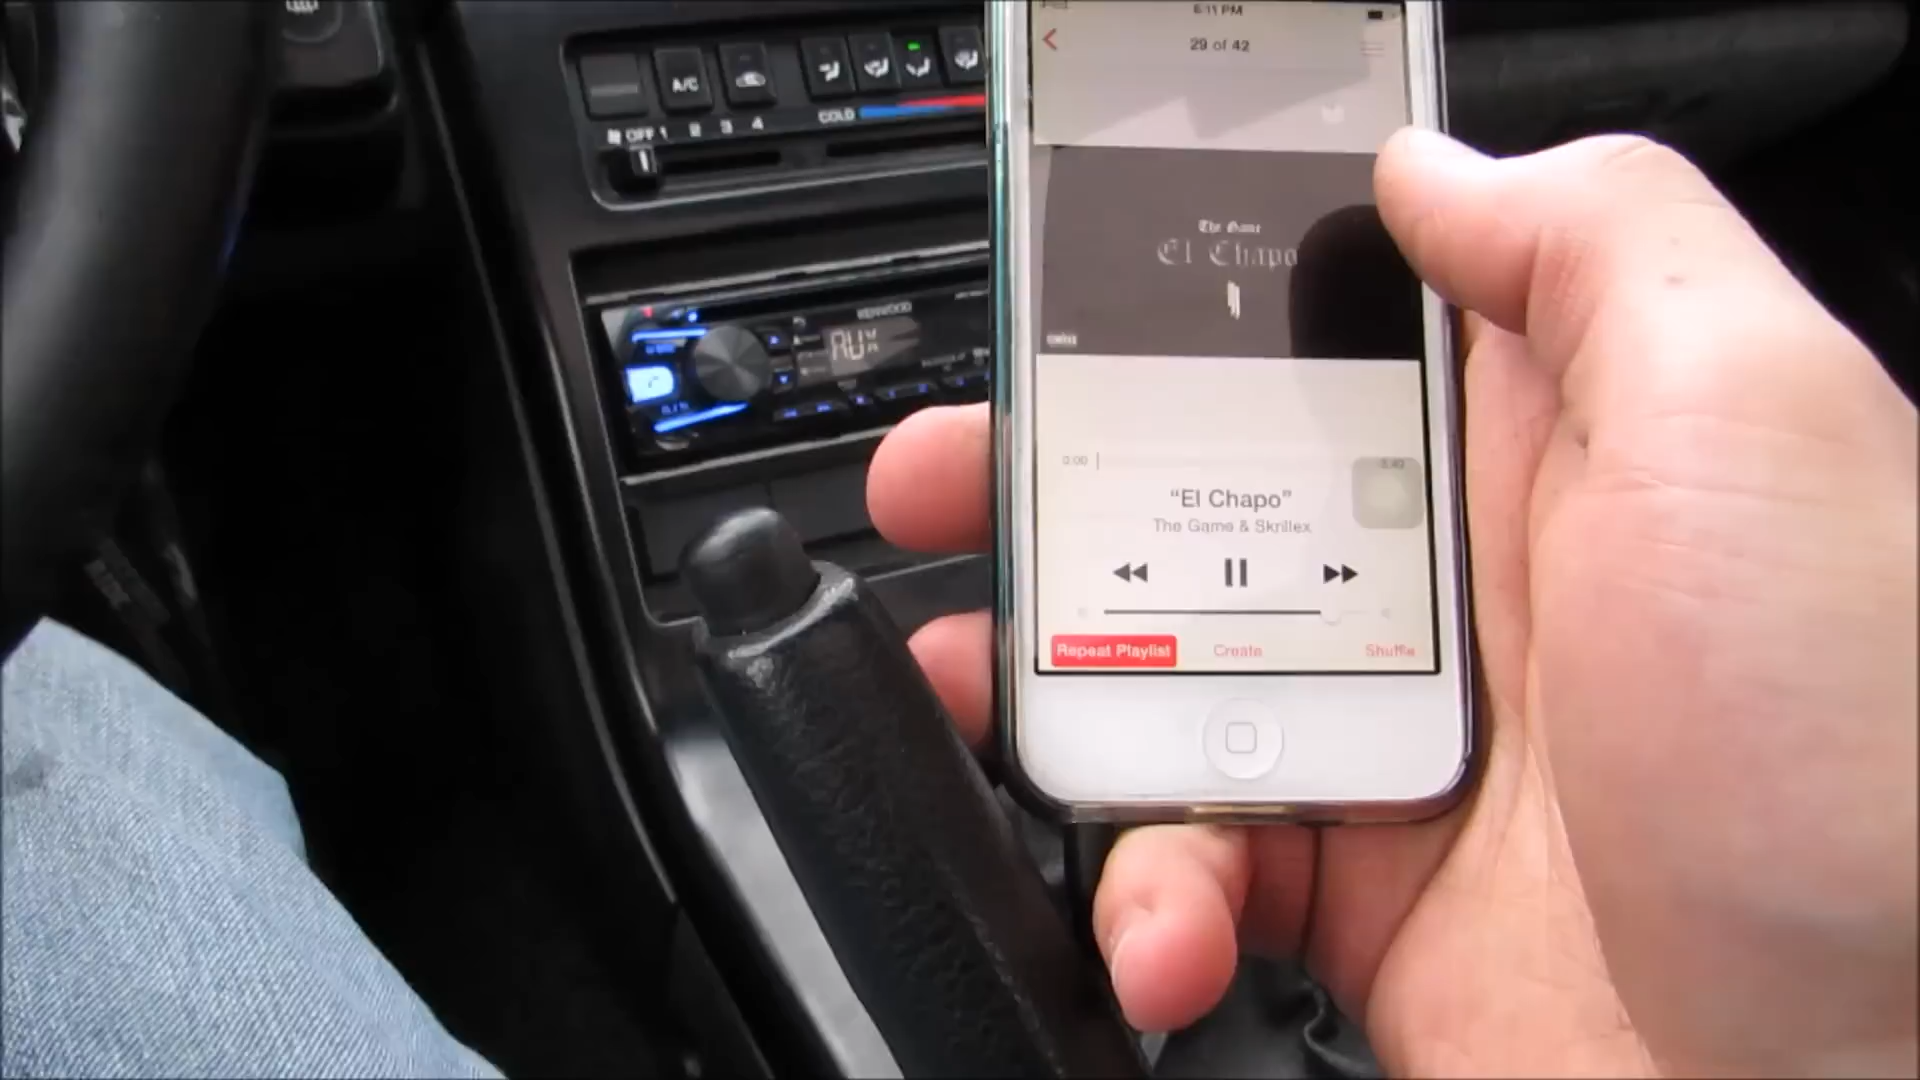 6:11 PM
29 of 42
A/C
OFF 1 2 3 4
COLD
The Game
El Chapo
KENWOOD
AUX
0:00
"El Chapo"
The Game & Skrillex
Repeat Playlist Create Shuffle